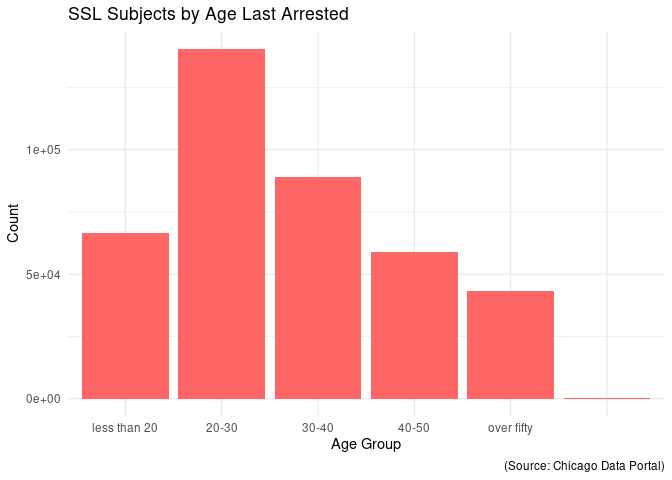 SSL Subjects by Age Last Arrested
Count
1e+05
5e+04
0e+00
less than 20 20-30 30-40 40-50 over fifty
Age Group
(Source: Chicago Data Portal)